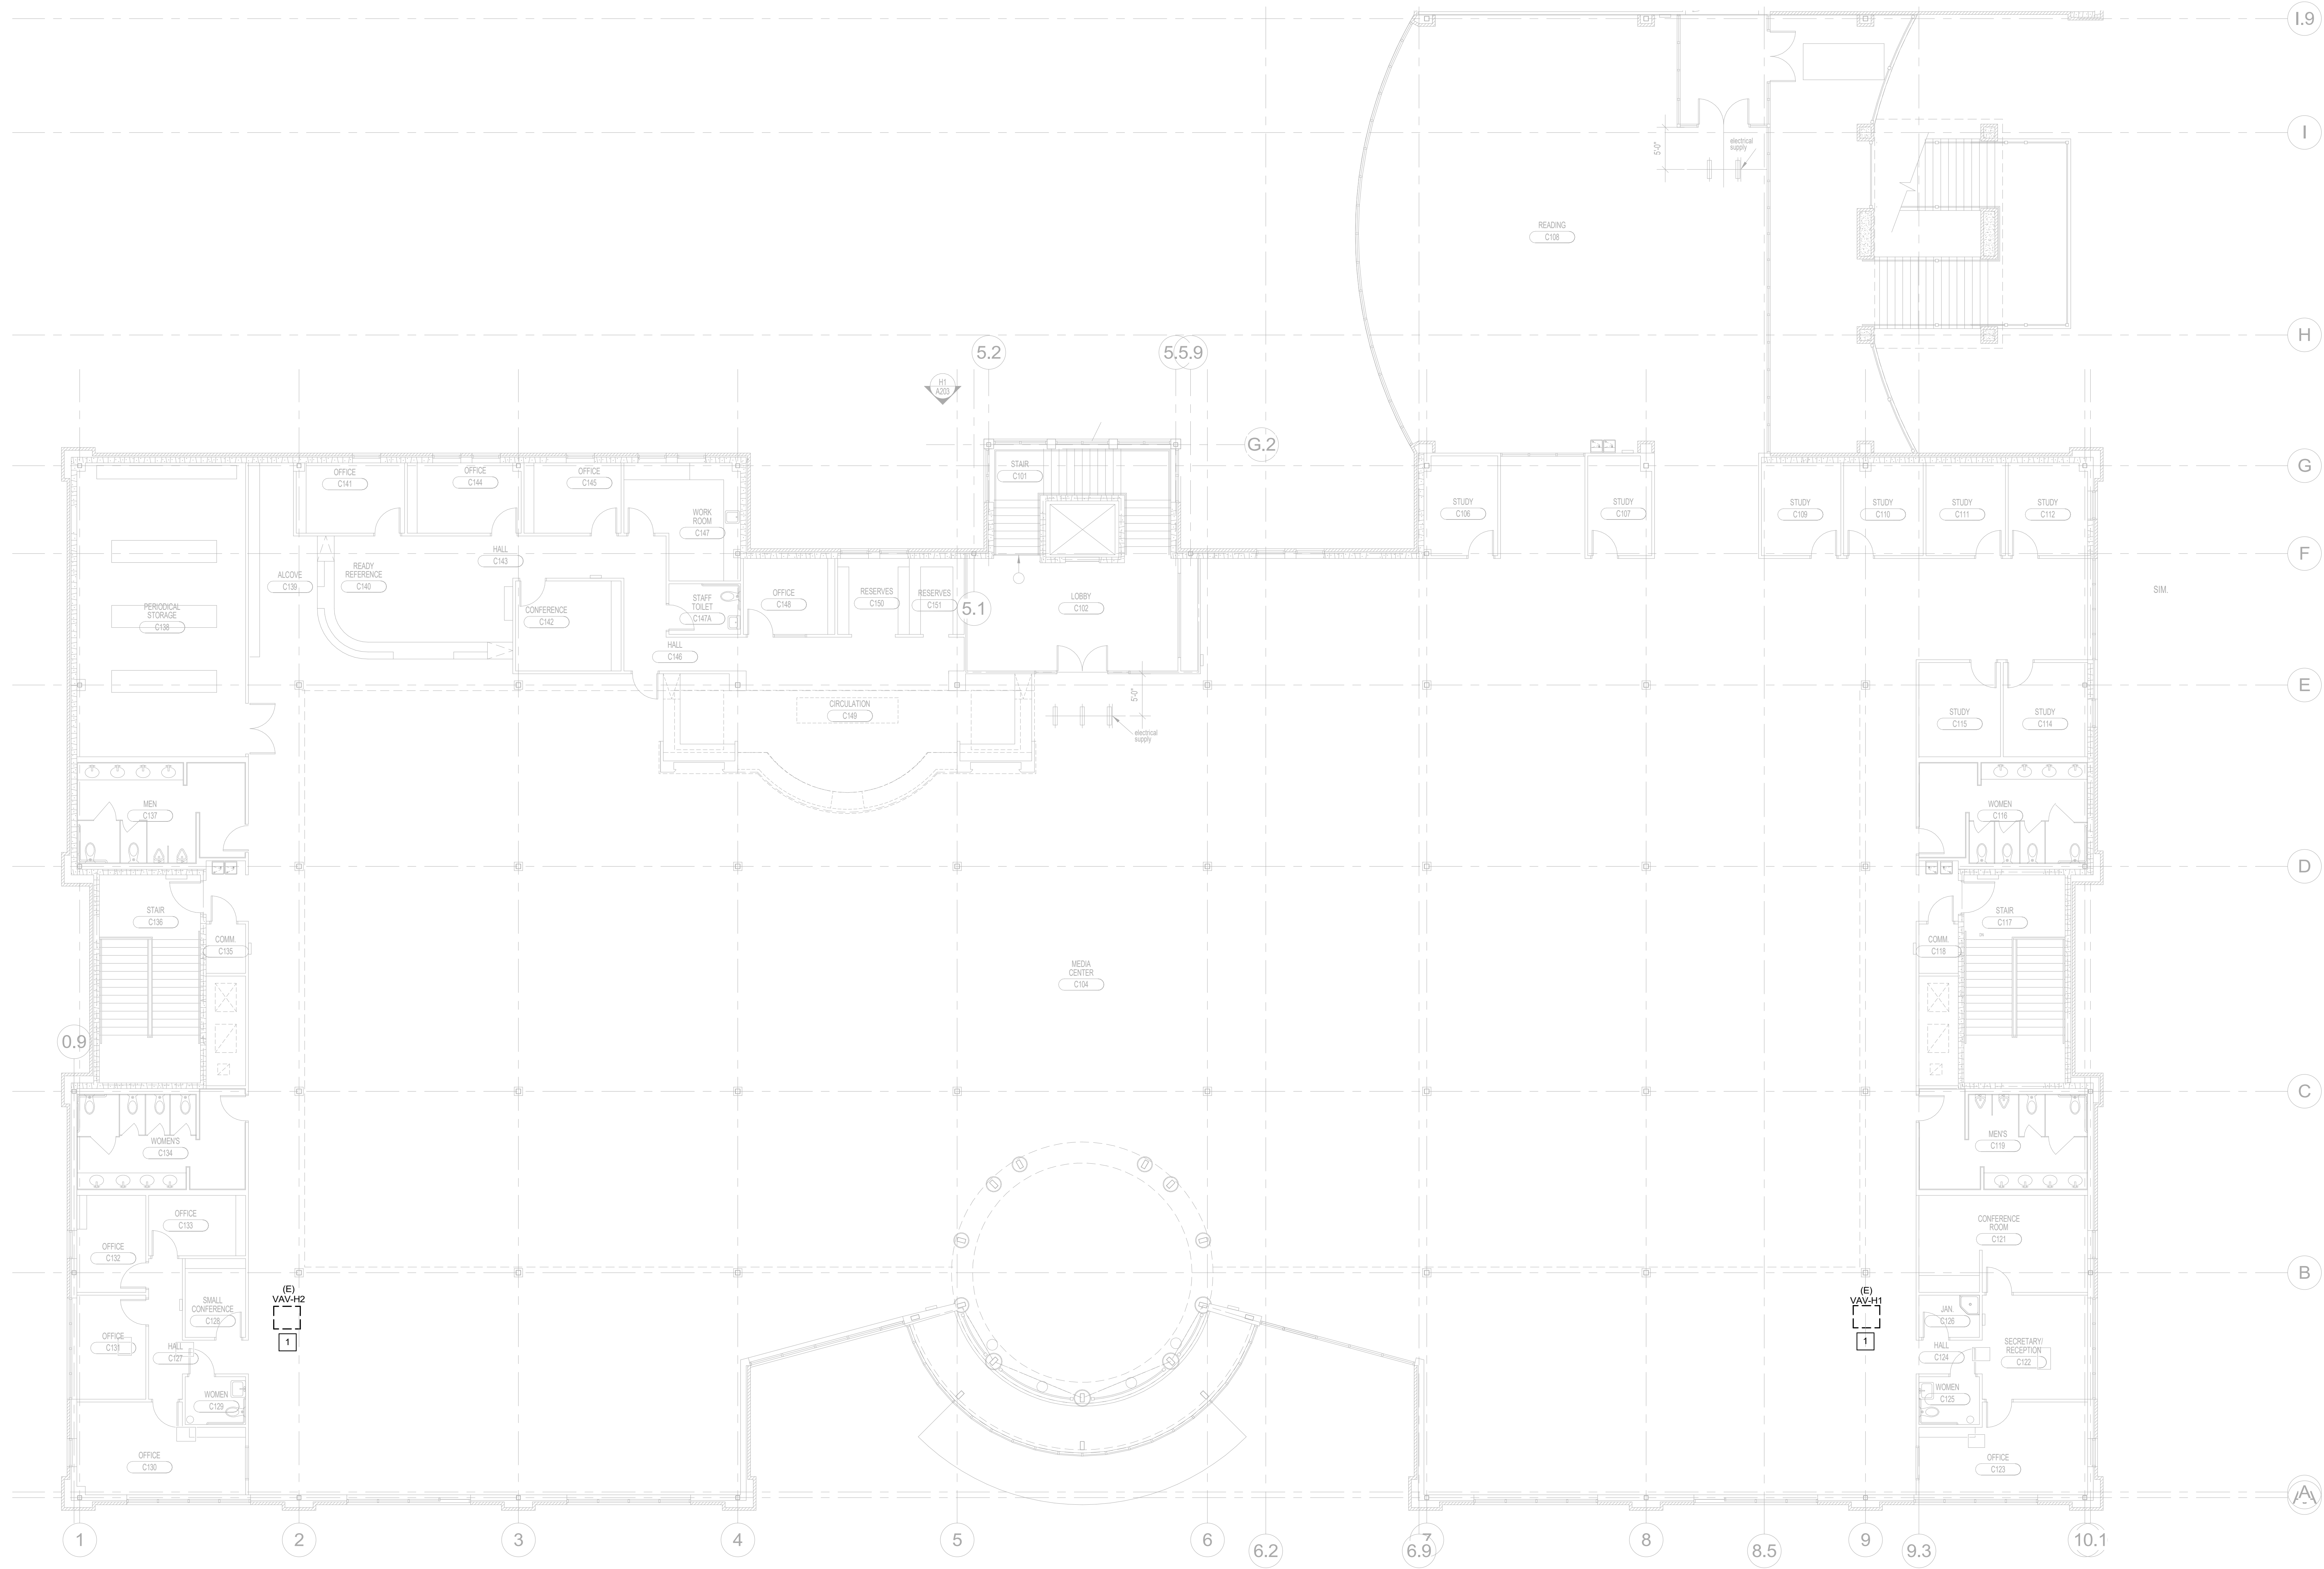 I.9
I
electrical
supply
5'-0"
READING
C108
H
5.2
5.
5.9
H1
A203
G.2
G
OFFICE
C141
OFFICE
C144
OFFICE
C145
STAIR
C101
WORK
ROOM
C147
STUDY
C106
STUDY
C107
STUDY
C109
STUDY
C110
STUDY
C111
STUDY
C112
F
HALL
C143
ALCOVE
C139
READY
REFERENCE
C140
PERIODICAL
STORAGE
C138
CONFERENCE
C142
STAFF
TOILET
C147A
OFFICE
C148
RESERVES
C150
RESERVES
C151
5.1
LOBBY
C102
SIM.
HALL
C146
E
5'-0"
CIRCULATION
C149
electrical
supply
STUDY
C115
STUDY
C114
MEN
C137
WOMEN
C116
D
STAIR
C136
STAIR
C117
COMM.
C135
COMM.
C118
DN
MEDIA
CENTER
C104
0.9
C
WOMEN'S
C134
MEN'S
C119
OFFICE
C133
OFFICE
C132
CONFERENCE
ROOM
C121
B
(E)
VAV-H2
1
(E)
VAV-H1
1
SMALL
CONFERENCE
C128
JAN.
C126
OFFICE
C131
HALL
C127
HALL
C124
SECRETARY/
RECEPTION
C122
WOMEN
C129
WOMEN
C125
OFFICE
C130
OFFICE
C123
A
1
2
3
4
5
6
6.2
7
6.9
8
8.5
9
9.3
10.1